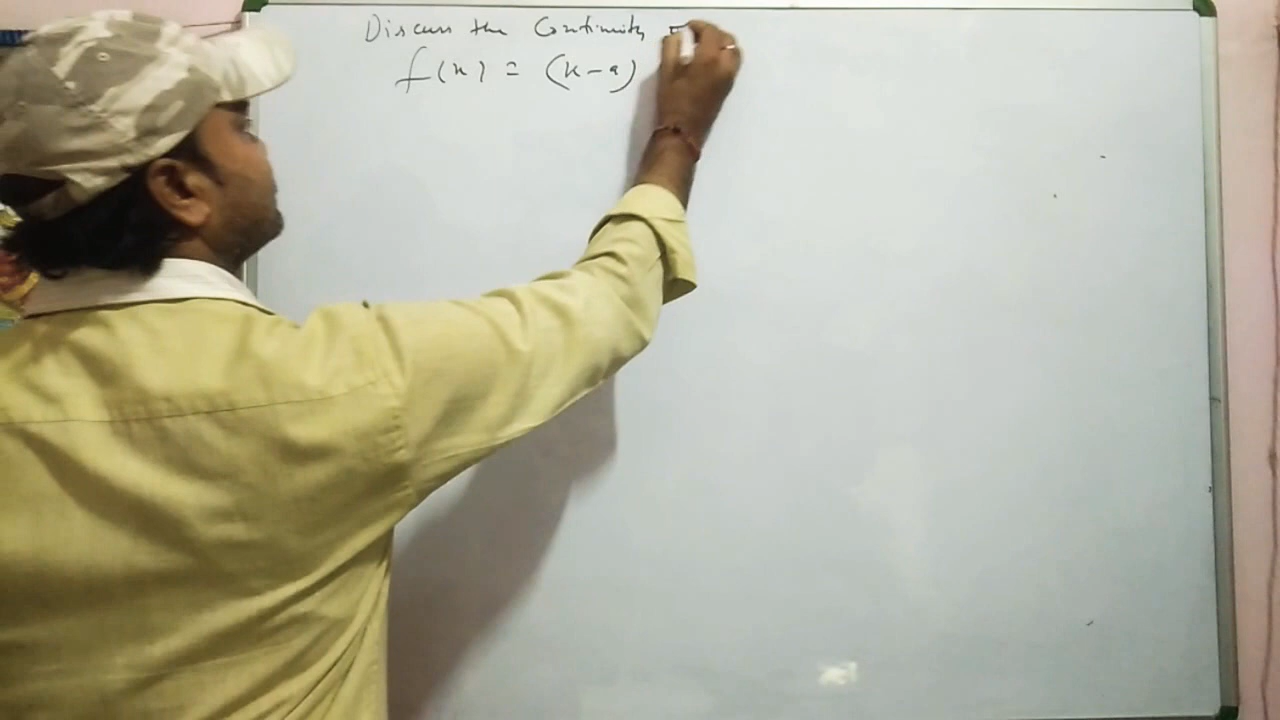 Discuss the Continuity
f(x) = (x-a)